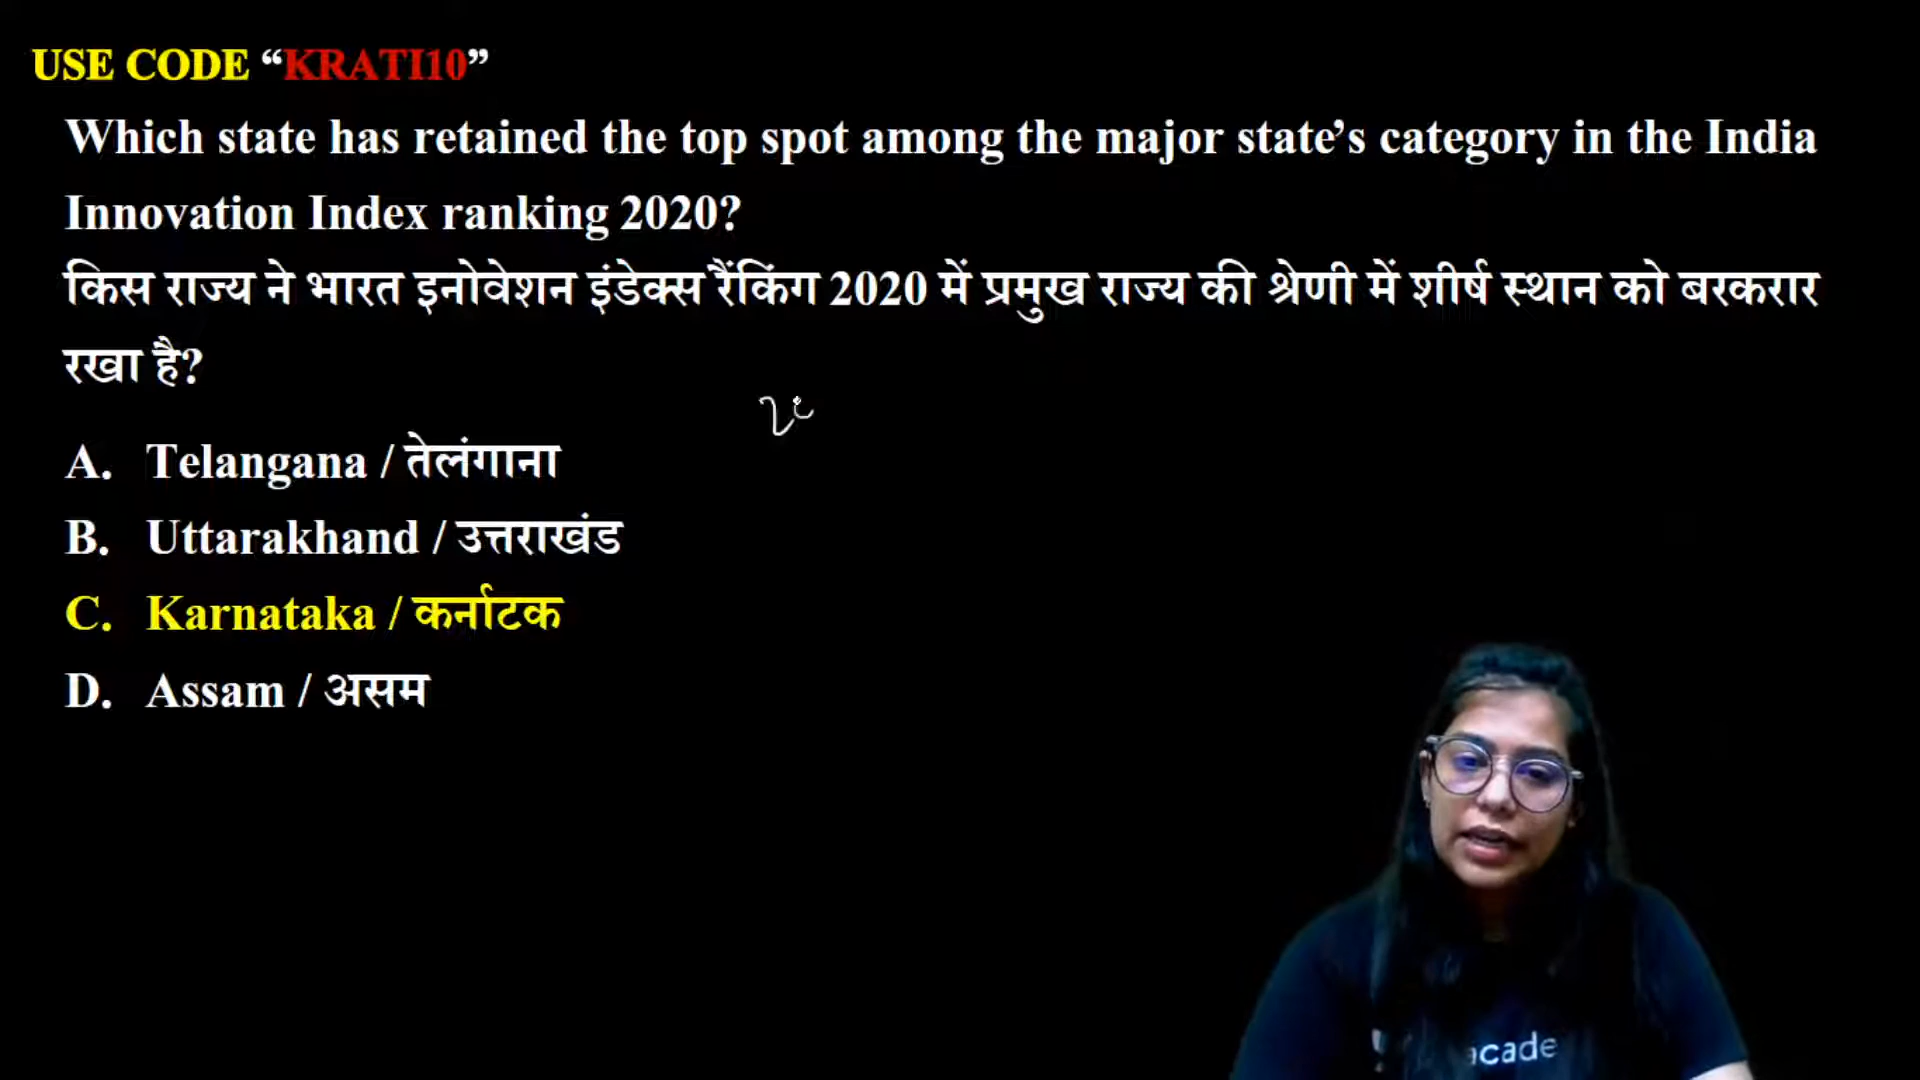 USE CODE “KRATI10”
Which state has retained the top spot among the major state’s category in the India
Innovation Index ranking 2020?
किस राज्य ने भारत इनोवेशन इंडेक्स रैंकिंग 2020 में प्रमुख राज्य की श्रेणी में शीर्ष स्थान को बरकरार
रखा है?
A. Telangana / तेलंगाना
B. Uttarakhand / उत्तराखंड
C. Karnataka / कर्नाटक
D. Assam / असम
acade